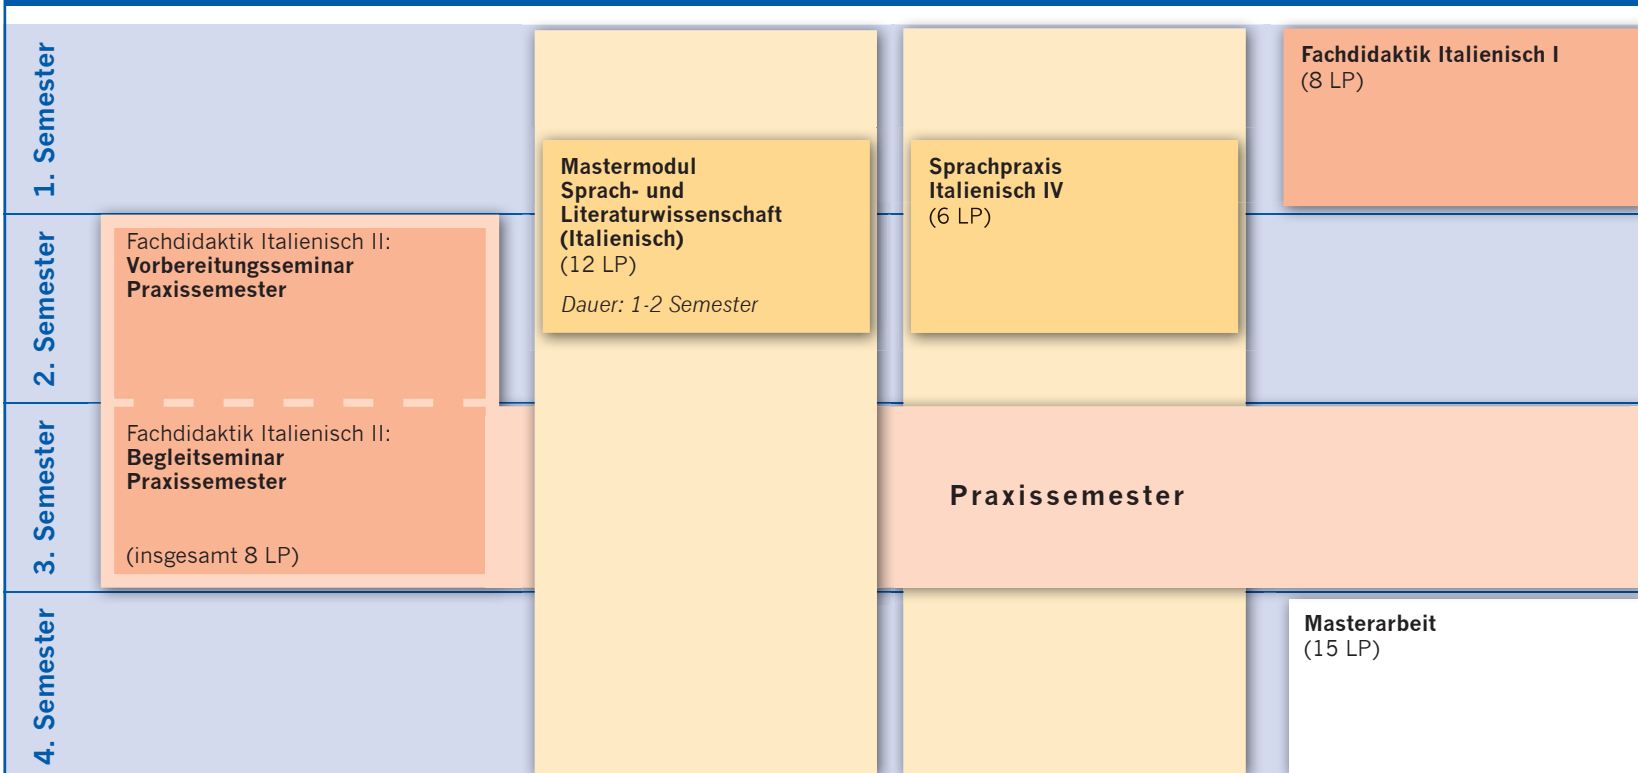 1. Semester
Fachdidaktik Italienisch I
(8 LP)
Mastermodul
Sprach- und
Literaturwissenschaft
(Italienisch)
(12 LP)
Dauer: 1-2 Semester
Sprachpraxis
Italienisch IV
(6 LP)
2. Semester
Fachdidaktik Italienisch II:
Vorbereitungsseminar
Praxissemester
3. Semester
Fachdidaktik Italienisch II:
Begleitseminar
Praxissemester
(insgesamt 8 LP)
Praxissemester
4. Semester
Masterarbeit
(15 LP)